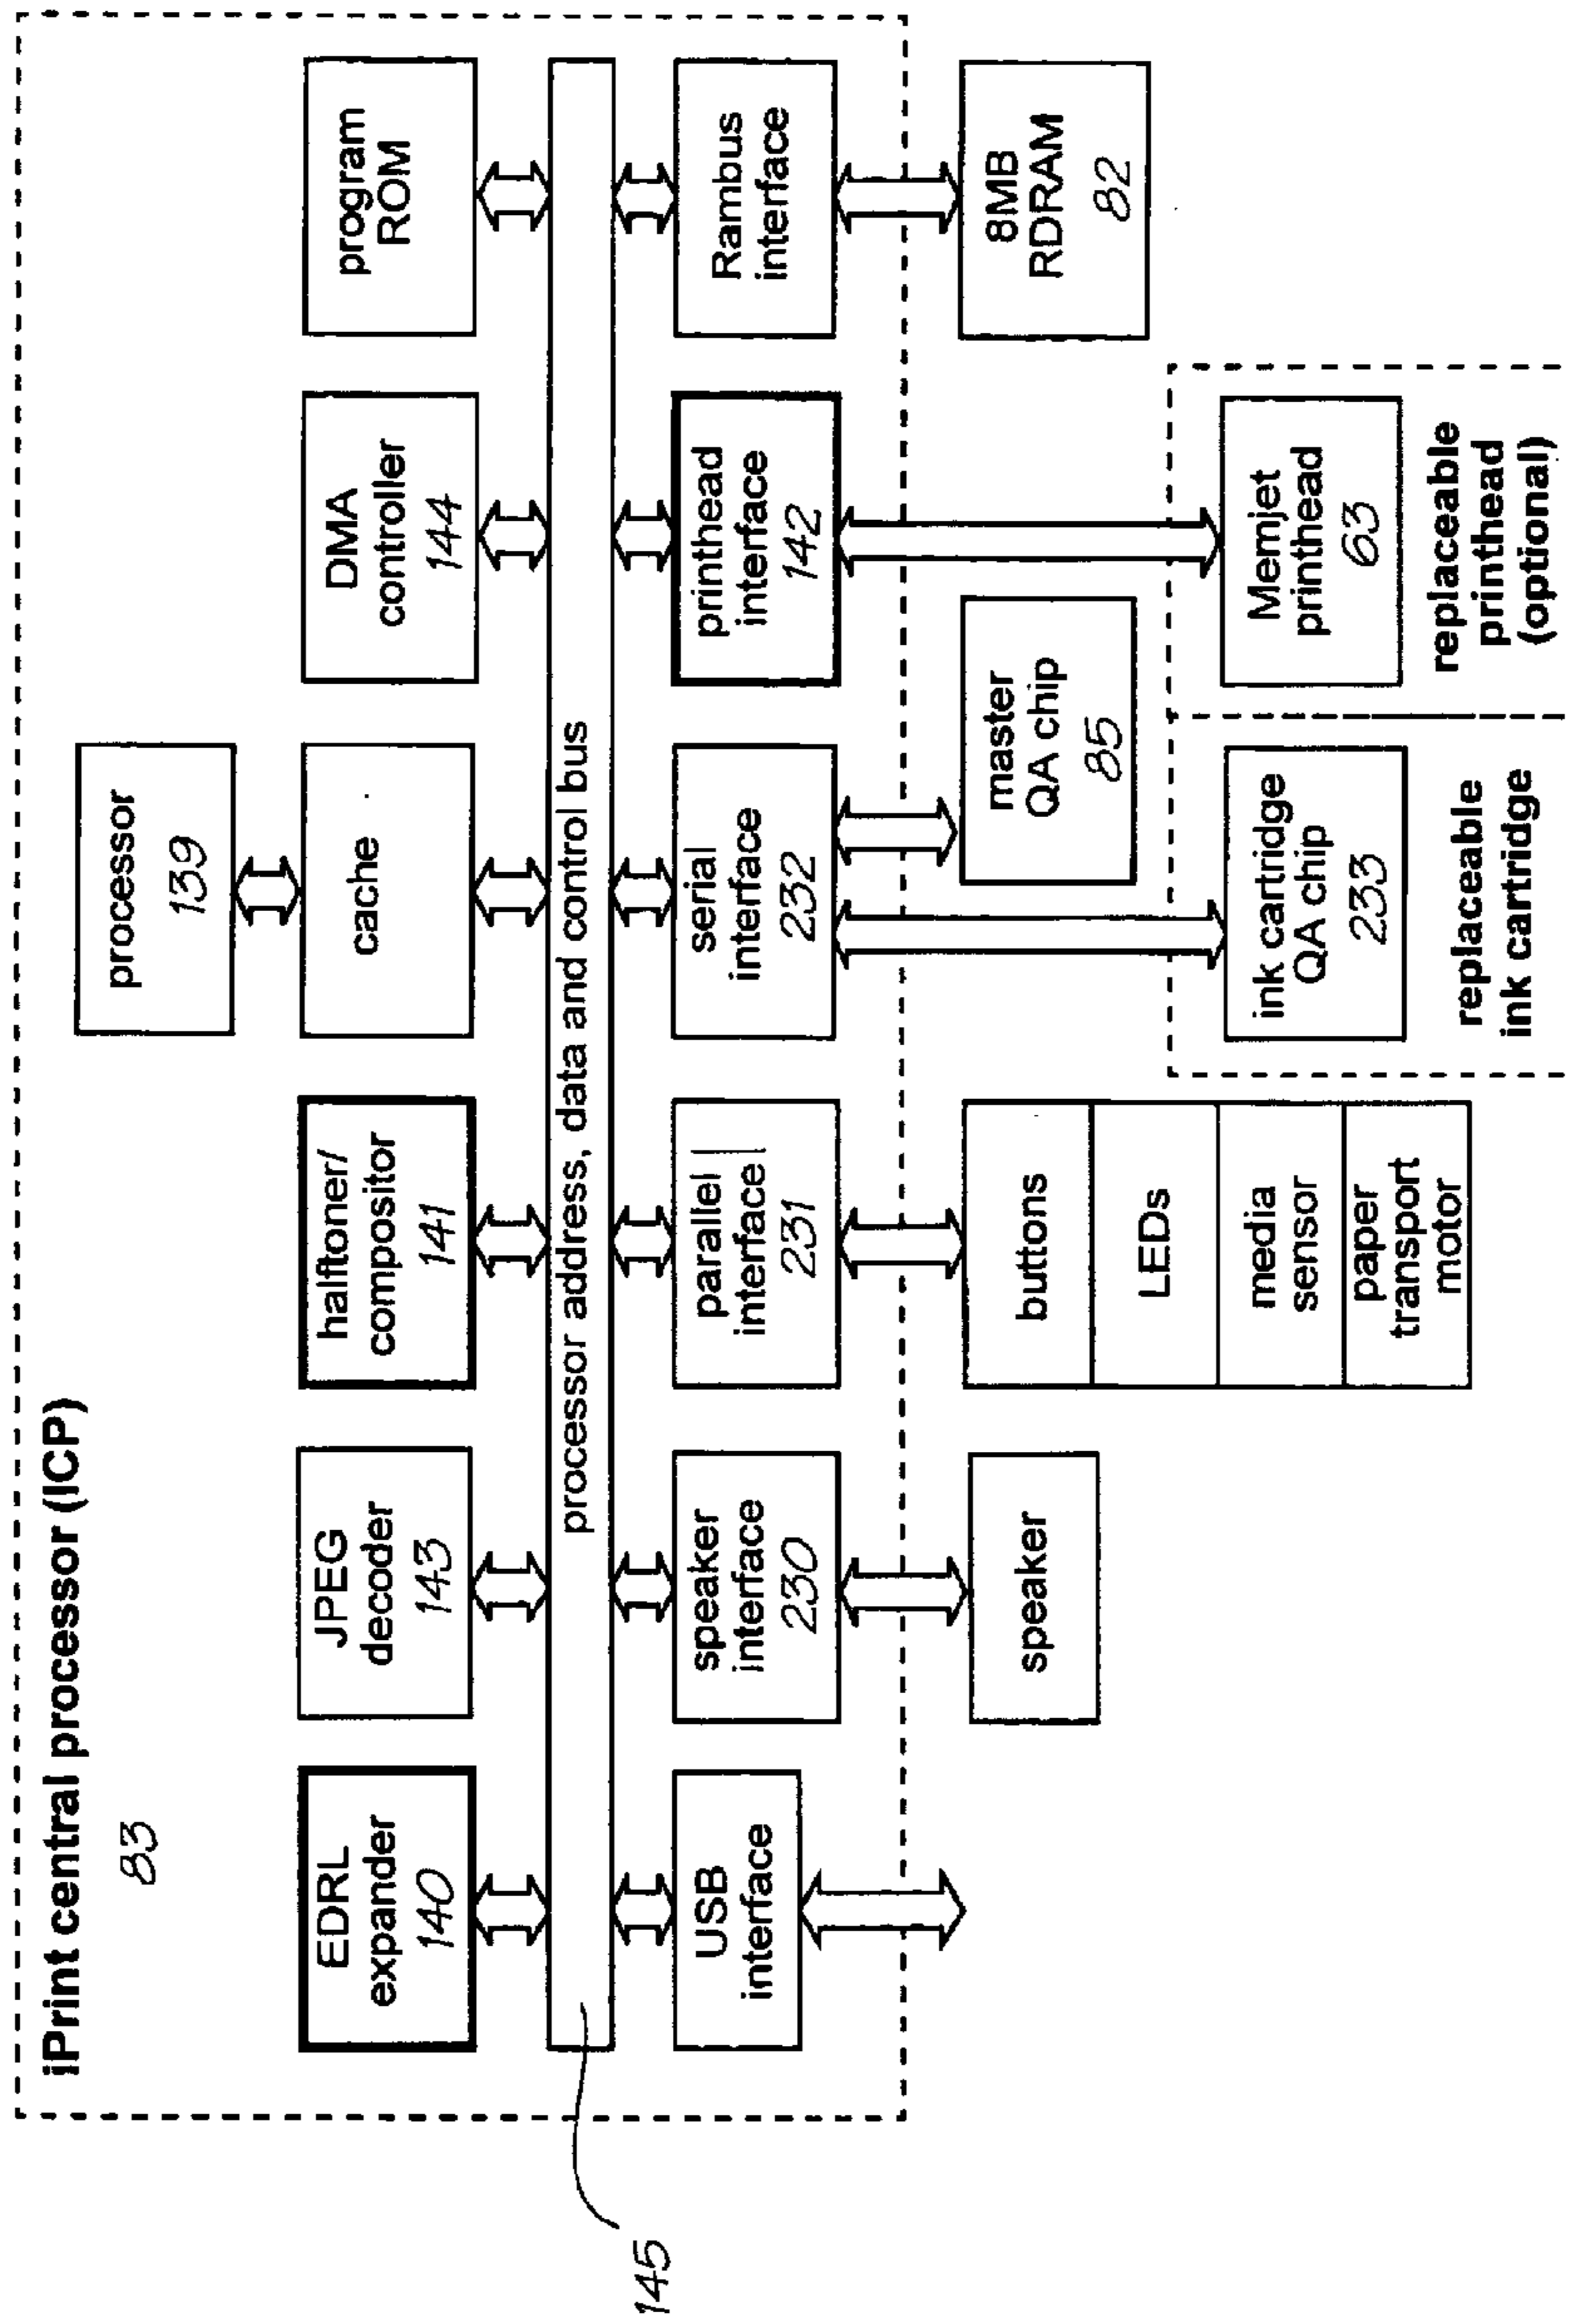 iPrint central processor (ICP)
83
processor
139
EDRL
expander
140
JPEG
decoder
143
halftoner/
compositor
141
cache
DMA
controller
144
program
ROM
processor address, data and control bus
145
USB
interface
speaker
interface
230
parallel
interface
231
serial
interface
232
printhead
interface
142
Rambus
interface
speaker
buttons
LEDs
media
sensor
paper
transport
motor
master
QA chip
85
8MB
RDRAM
82
ink cartridge
QA chip
233
Memjet
printhead
63
replaceable
ink cartridge
replaceable
printhead
(optional)